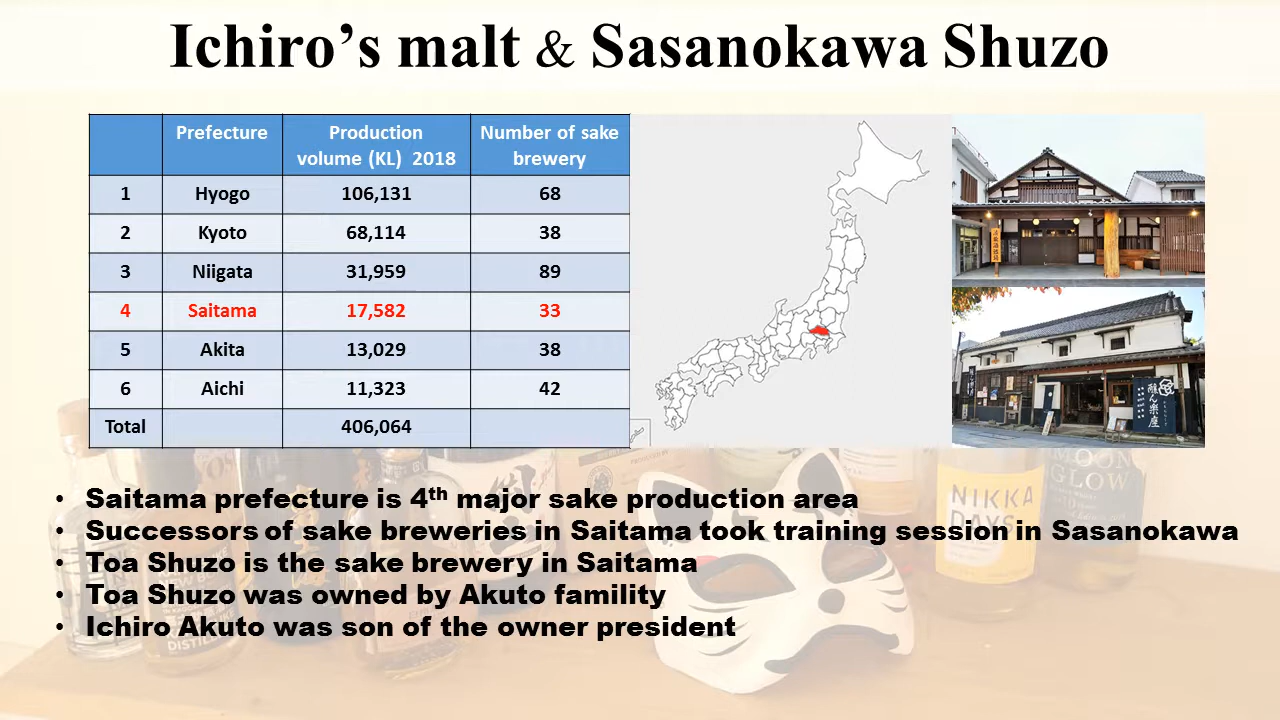 Ichiro's malt & Sasanokawa Shuzo
Prefecture Production volume (KL) 2018 Number of sake brewery
1 Hyogo 106,131 68
2 Kyoto 68,114 38
3 Niigata 31,959 89
4 Saitama 17,582 33
5 Akita 13,029 38
6 Aichi 11,323 42
Total 406,064
• Saitama prefecture is 4th major sake production area
• Successors of sake breweries in Saitama took training session in Sasanokawa
• Toa Shuzo is the sake brewery in Saitama
• Toa Shuzo was owned by Akuto famility
• Ichiro Akuto was son of the owner president
NIKKA
DAYS
MOON
GLOW